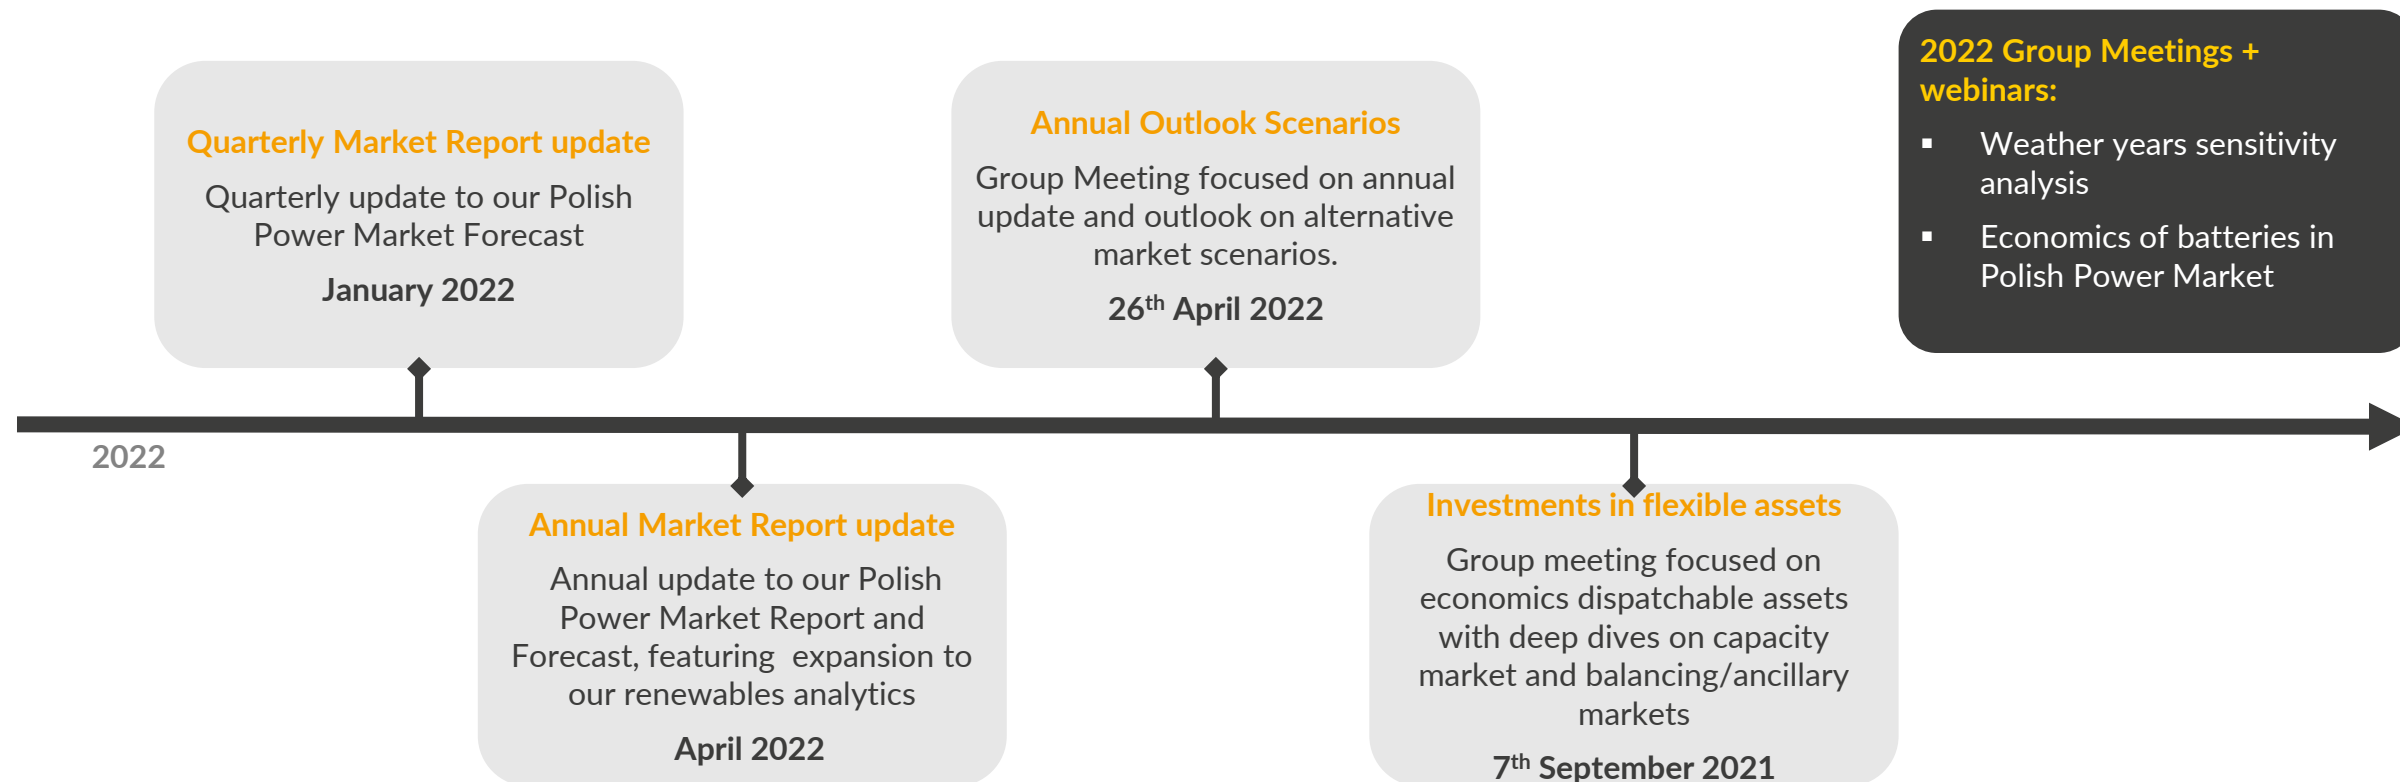 Quarterly Market Report update
Quarterly update to our Polish
Power Market Forecast
January 2022
Annual Outlook Scenarios
Group Meeting focused on annual
update and outlook on alternative
market scenarios.
26th April 2022
2022 Group Meetings +
webinars:
▪ Weather years sensitivity
analysis
▪ Economics of batteries in
Polish Power Market
2022
Annual Market Report update
Annual update to our Polish
Power Market Report and
Forecast, featuring  expansion to
our renewables analytics
April 2022
Investments in flexible assets
Group meeting focused on
economics dispatchable assets
with deep dives on capacity
market and balancing/ancillary
markets
7th September 2021